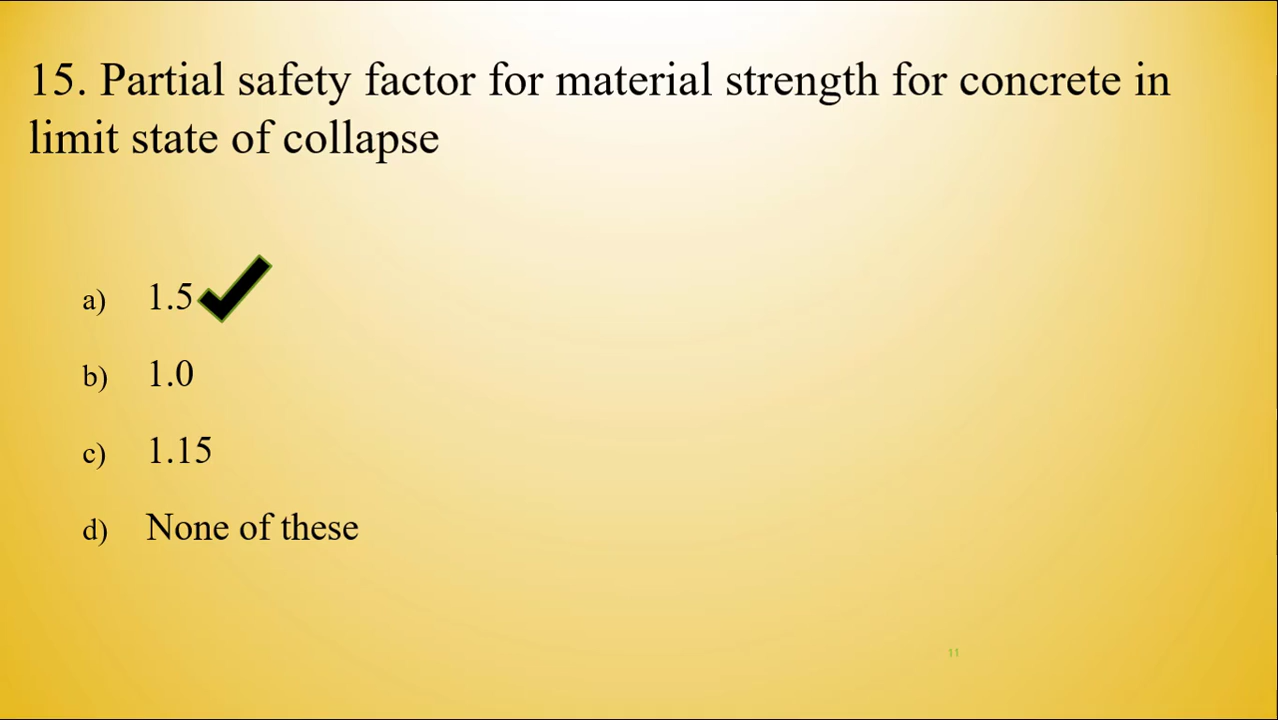 15. Partial safety factor for material strength for concrete in
limit state of collapse
a) 1.5
b) 1.0
c) 1.15
d) None of these
11